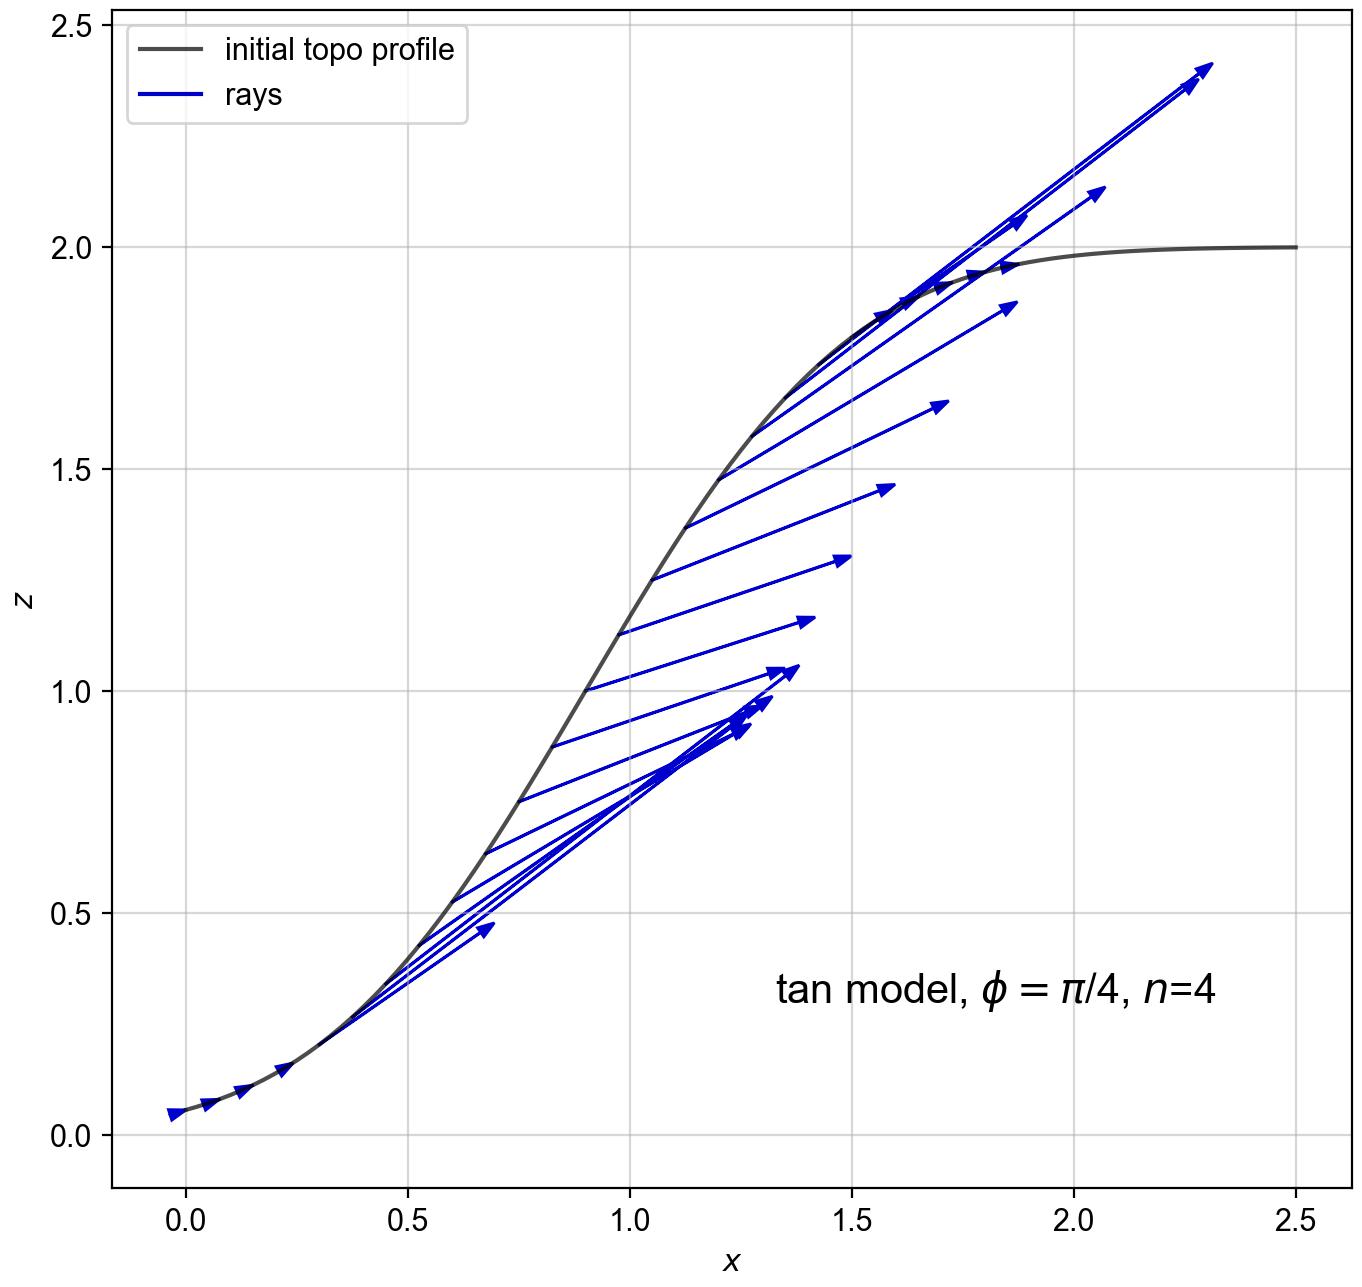 2.5
initial topo profile
rays
2.0
1.5
z
1.0
0.5
tan model, ϕ = π/4, n=4
0.0
0.0 0.5 1.0 1.5 2.0 2.5
x